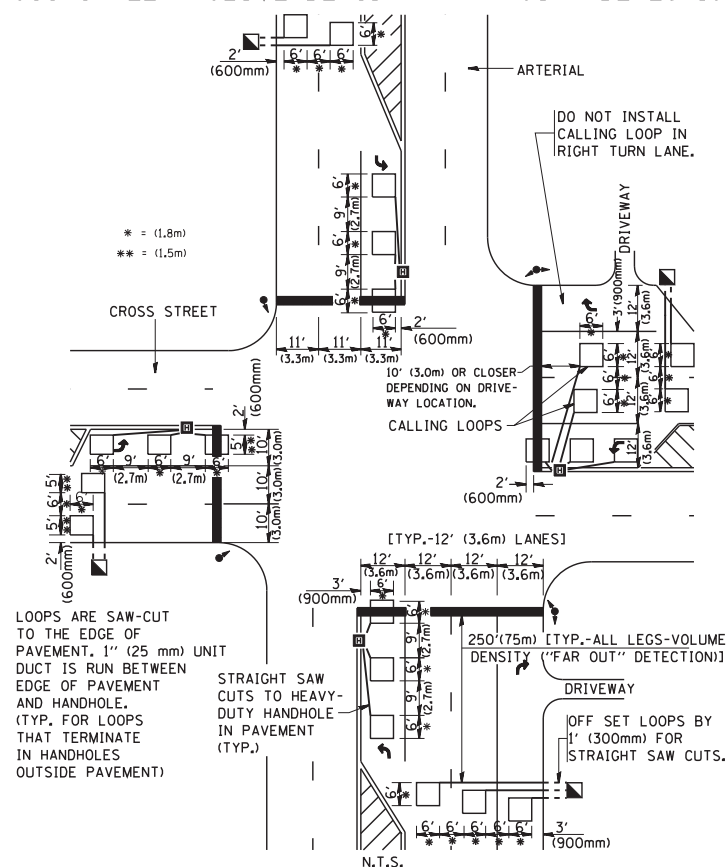 6' *
2'
(600mm)
6' 6' 6'
* * *
ARTERIAL
DO NOT INSTALL
CALLING LOOP IN
RIGHT TURN LANE.
DRIVEWAY
* = (1.8m)
** = (1.5m)
6' *
9' (2.7m)
6' *
9' (2.7m)
6' *
H
CROSS STREET
6'
*
2'
(600mm)
11' 11' 11'
(3.3m) (3.3m) (3.3m)
3' (900mm)
12' (3.6m)
6'
*
10' (3.0m) OR CLOSER
DEPENDING ON DRIVE-
WAY LOCATION.
6' * 6' *
6' * 6' *
6' * 6' *
12' (3.6m)
12' (3.6m)
12' (3.6m)
CALLING LOOPS
H
2'
(600mm)
2'
(600mm)
H
5' **
10' (3.0m)
10' (3.0m)
10' (3.0m)
6' 9' 6' 9' 6'
* (2.7m) * (2.7m) *
5' **
6' *
5' **
6'
*
2'
(600mm)
[TYP.-12' (3.6m) LANES]
12' 12' 12' 12'
(3.6m) (3.6m) (3.6m) (3.6m)
3'
(900mm)
6'
*
LOOPS ARE SAW-CUT
TO THE EDGE OF
PAVEMENT. 1" (25 mm) UNIT
DUCT IS RUN BETWEEN
EDGE OF PAVEMENT
AND HANDHOLE.
(TYP. FOR LOOPS
THAT TERMINATE
IN HANDHOLES
OUTSIDE PAVEMENT)
H
6' *
9' (2.7m)
6' *
9' (2.7m)
6' *
STRAIGHT SAW
CUTS TO HEAVY-
DUTY HANDHOLE
IN PAVEMENT
(TYP.)
250'(75m) [TYP.-ALL LEGS-VOLUME
DENSITY ("FAR OUT" DETECTION)]
DRIVEWAY
OFF SET LOOPS BY
1' (300mm) FOR
STRAIGHT SAW CUTS.
6' *
6' 6' 6' 6' 6'
* * * * *
3'
(900mm)
N.T.S.